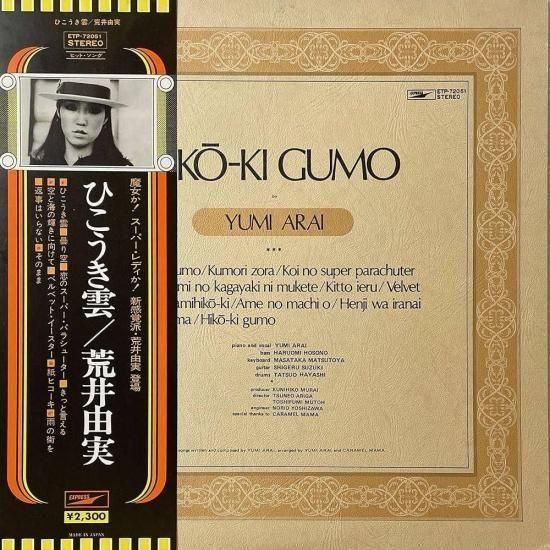 ひこうき雲/荒井由実
ETP-72051
STEREO
ヒット・ソング
魔女か!スーパー・レディか!
新感覚派・荒井由実 登場
ひこうき雲/荒井由実
■ひこうき雲■曇り空■恋のスーパー・パラシューター■きっと言える
■空と海の輝きに向けて■ベルベット・イースター■紙ヒコーキ■雨の街を
■返事はいらない■そのまま
EXPRESS
¥2,300
MADE IN JAPAN
EXPRESS
ETP-72051
STEREO
KŌ-KI GUMO
by
YUMI ARAI
***
umo/Kumori zora/Koi no super parachuter
mi no kagayaki ni mukete/Kitto ieru/Velvet
amihikō-ki/Ame no machi o/Henji wa iranai
ma/Hikō-ki gumo
piano and vocal YUMI ARAI
bass HARUOMI HOSONO
keyboard MASATAKA MATSUTOYA
guitar SHIGERU SUZUKI
drums TATSUO HAYASHI
producer KUNIHIKO MURAI
director TSUNEO ARIGA
TOSHIFUMI MUTOH
engineer NORIO YOSHIZAWA
special thanks to CARAMEL MAMA
songs written and composed by YUMI ARAI, arranged by YUMI ARAI and CARAMEL MAMA.